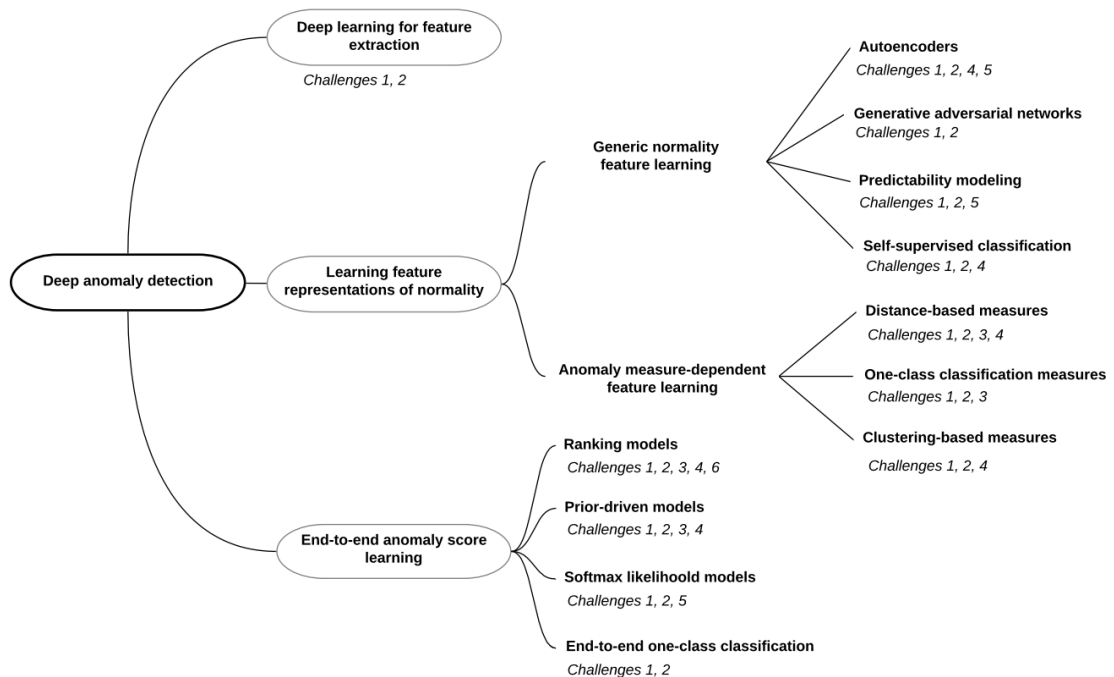 Deep learning for feature
extraction
Challenges 1, 2
Deep anomaly detection
Learning feature
representations of normality
Generic normality
feature learning
Autoencoders
Challenges 1, 2, 4, 5
Generative adversarial networks
Challenges 1, 2
Predictability modeling
Challenges 1, 2, 5
Self-supervised classification
Challenges 1, 2, 4
Anomaly measure-dependent
feature learning
Distance-based measures
Challenges 1, 2, 3, 4
One-class classification measures
Challenges 1, 2, 3
Clustering-based measures
Challenges 1, 2, 4
End-to-end anomaly score
learning
Ranking models
Challenges 1, 2, 3, 4, 6
Prior-driven models
Challenges 1, 2, 3, 4
Softmax likelihoold models
Challenges 1, 2, 5
End-to-end one-class classification
Challenges 1, 2